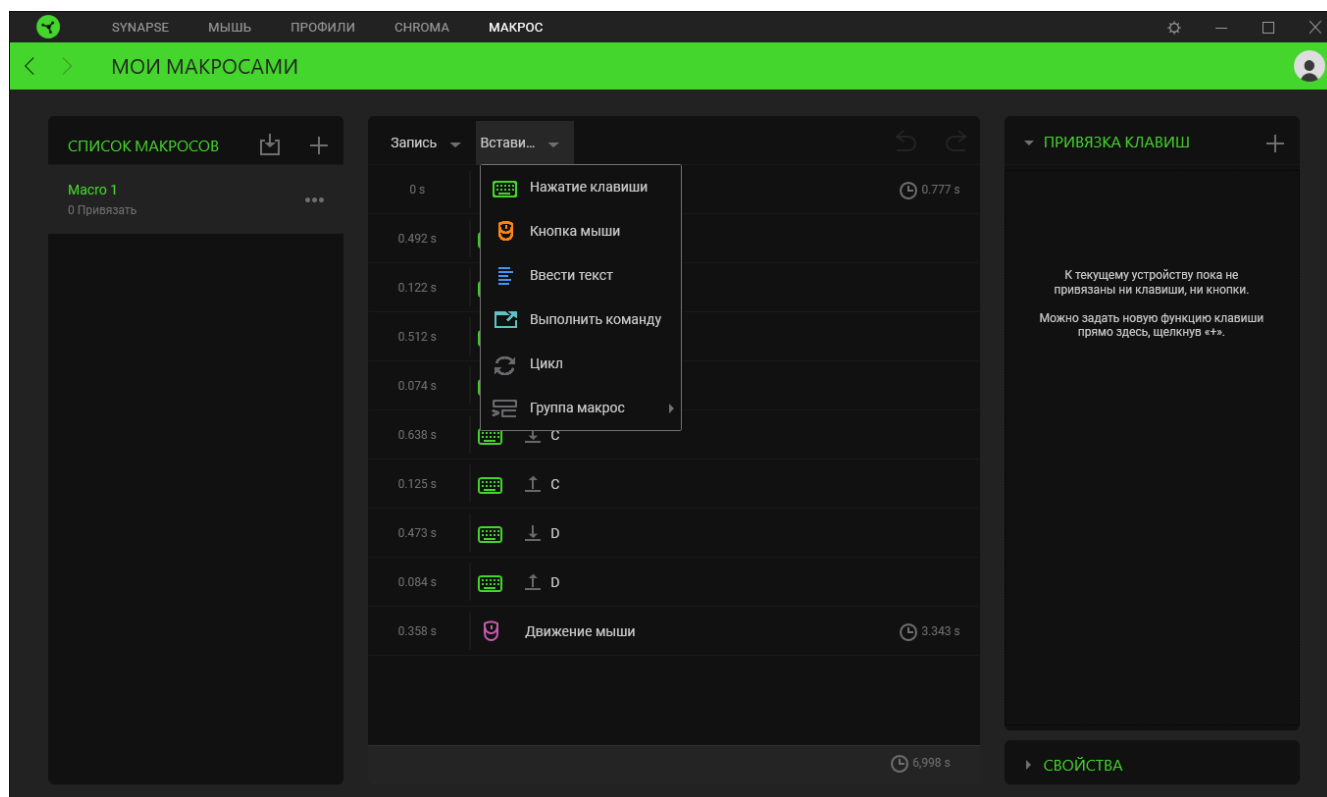 SYNAPSE МЫШЬ ПРОФИЛИ CHROMA МАКРОС
МОИ МАКРОСАМИ
СПИСОК МАКРОСОВ
Macro 1
0 Привязать
Запись Встави...
0 s 0.777 s
0.492 s
0.122 s
0.512 s
0.074 s
0.638 s C
0.125 s C
0.473 s D
0.084 s D
0.358 s Движение мыши 3.343 s
6,998 s
Нажатие клавиши
Кнопка мыши
Ввести текст
Выполнить команду
Цикл
Группа макрос
ПРИВЯЗКА КЛАВИШ
К текущему устройству пока не
привязаны ни клавиши, ни кнопки.
Можно задать новую функцию клавиши
прямо здесь, щелкнув «+».
СВОЙСТВА